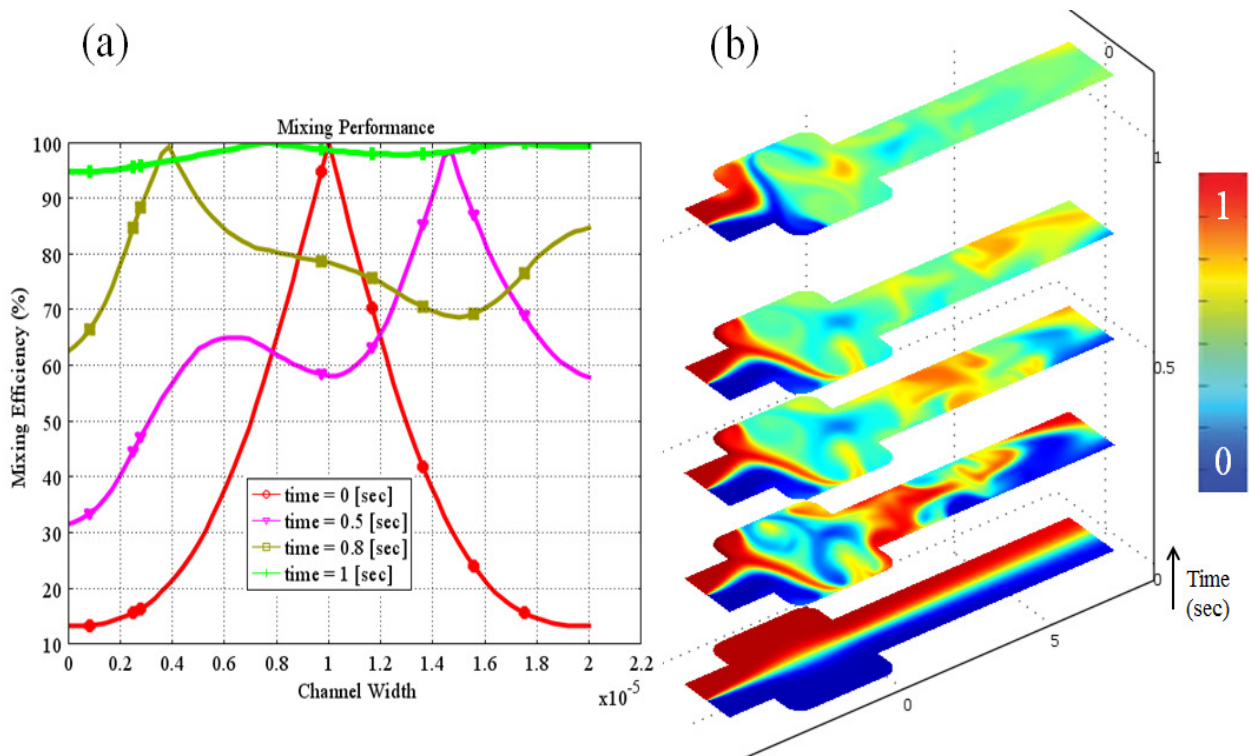 (a)
(b)
Mixing Performance
Mixing Efficiency (%)
100
90
80
70
60
50
40
30
20
10
time = 0 [sec]
time = 0.5 [sec]
time = 0.8 [sec]
time = 1 [sec]
0 0.2 0.4 0.6 0.8 1 1.2 1.4 1.6 1.8 2 2.2
Channel Width
x10⁻⁵
0
1
0.5
0
5
0
Time
(sec)
1
0